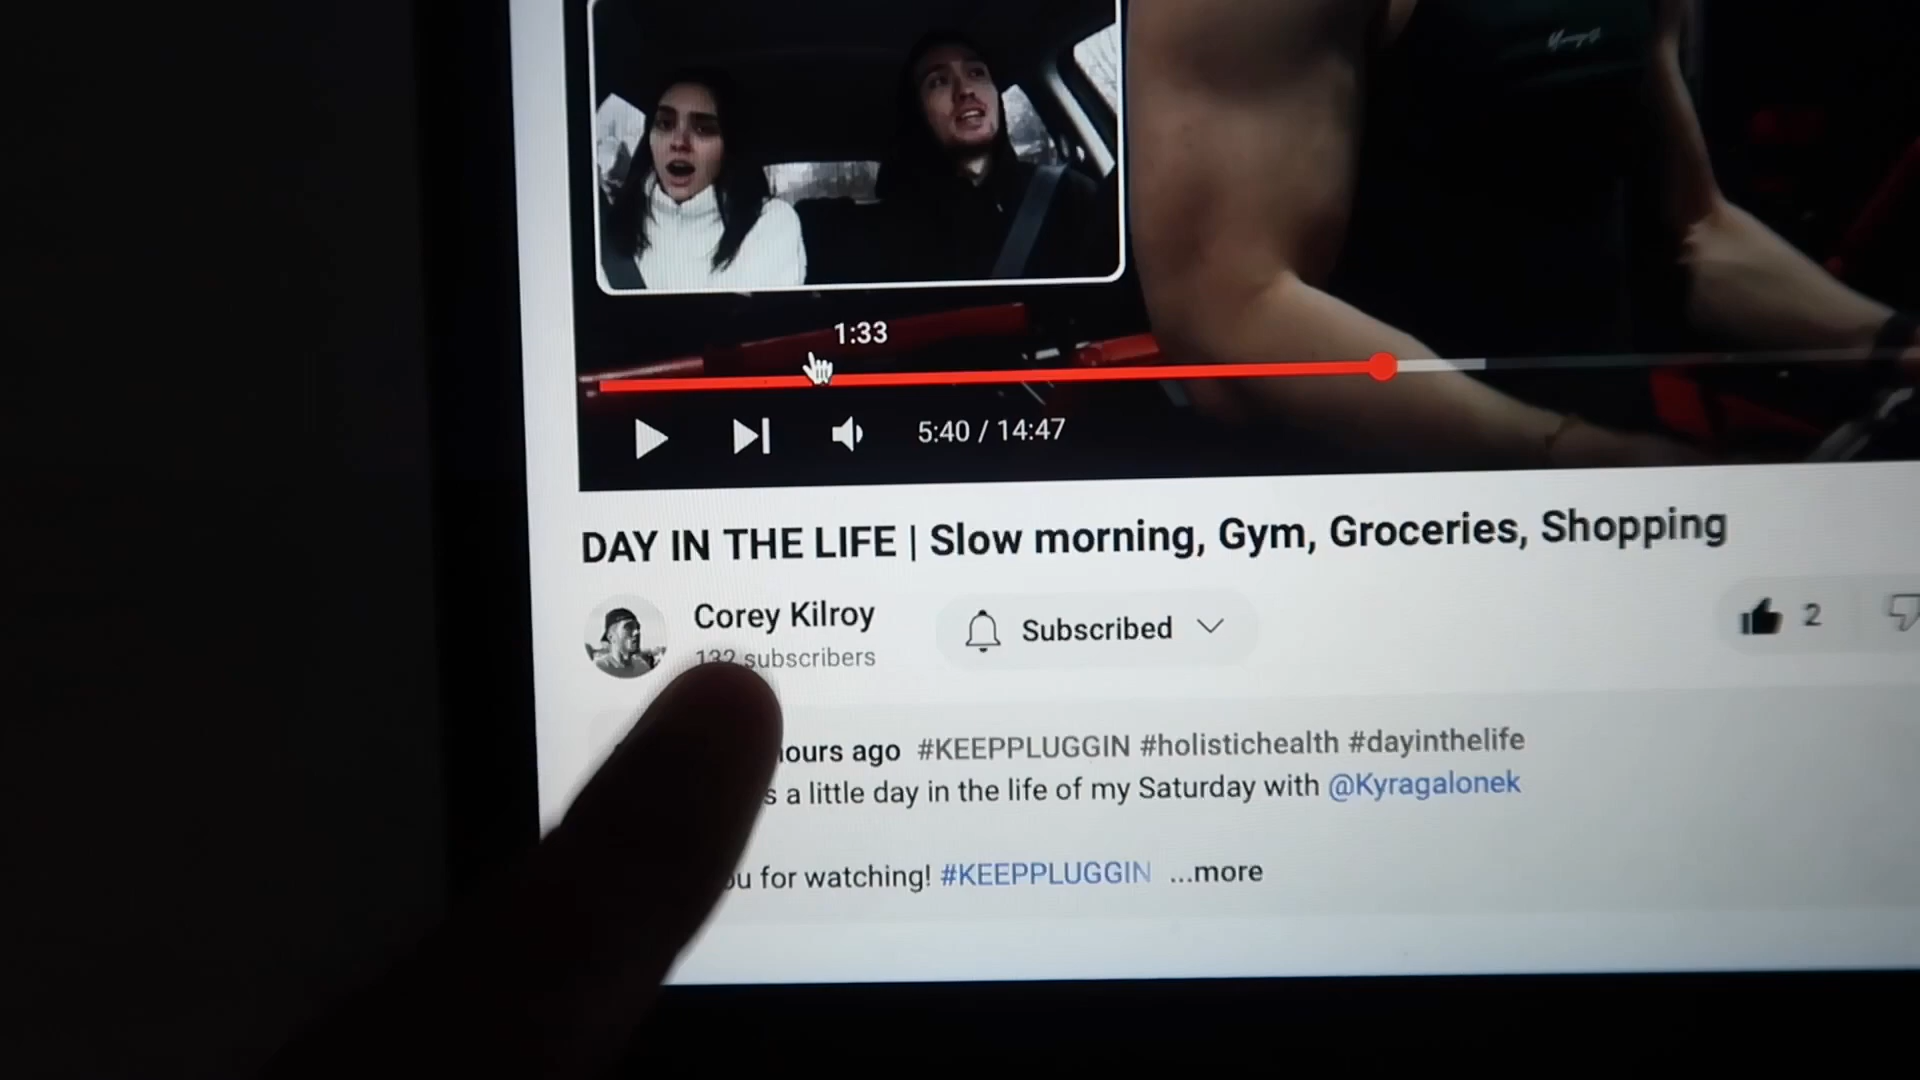 1:33
5:40 / 14:47
DAY IN THE LIFE | Slow morning, Gym, Groceries, Shopping
Corey Kilroy
132 subscribers
Subscribed
2
ours ago #KEEPPLUGGIN #holistichealth #dayinthelife
s a little day in the life of my Saturday with @Kyragalonek
ou for watching! #KEEPPLUGGIN ...more